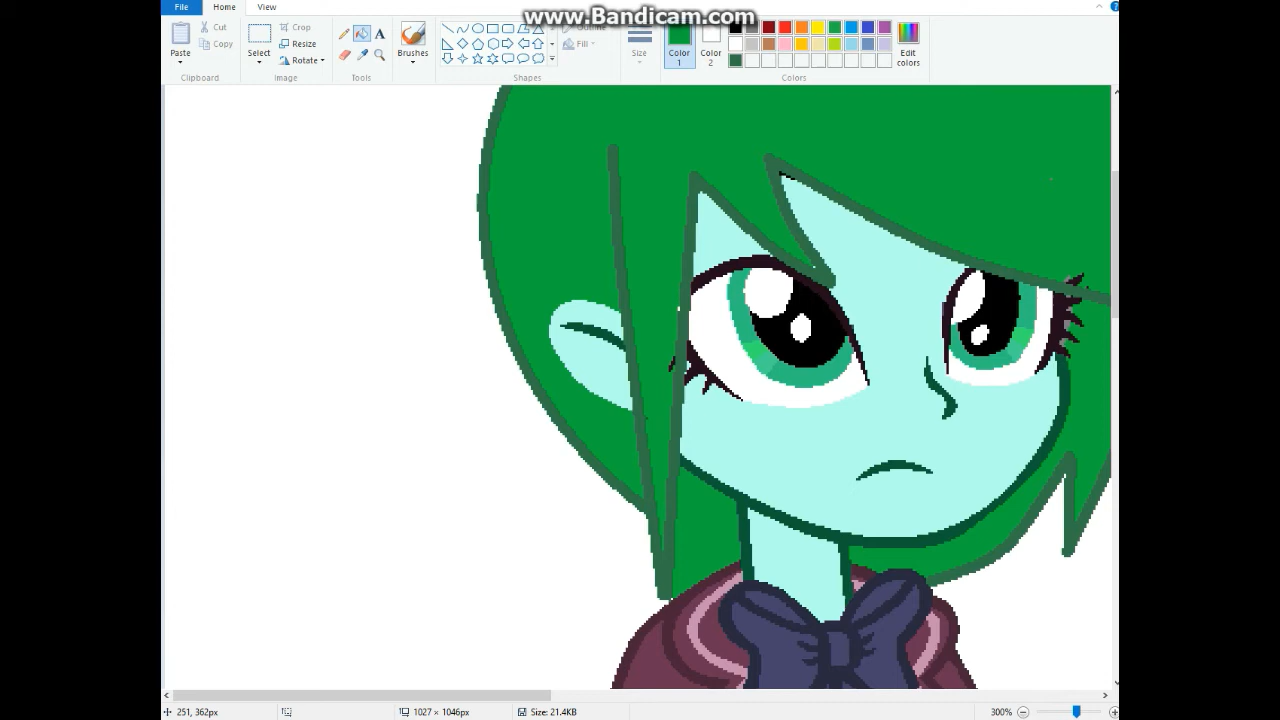 www.Bandicam.com
File Home View
Paste
Cut
Copy
Clipboard
Select
Crop
Resize
Rotate
Image
A
Tools
Brushes
Outline
Fill
Shapes
Size
Color
1
Color
2
Edit
colors
Colors
251, 362px
1027 × 1046px
Size: 21.4KB
300%